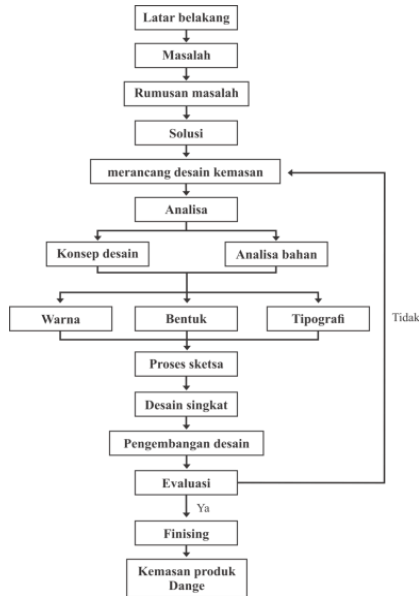 Latar belakang
Masalah
Rumusan masalah
Solusi
merancang desain kemasan
Analisa
Konsep desain
Analisa bahan
Warna
Bentuk
Tipografi
Tidak
Proses sketsa
Desain singkat
Pengembangan desain
Evaluasi
Ya
Finising
Kemasan produk
Dange